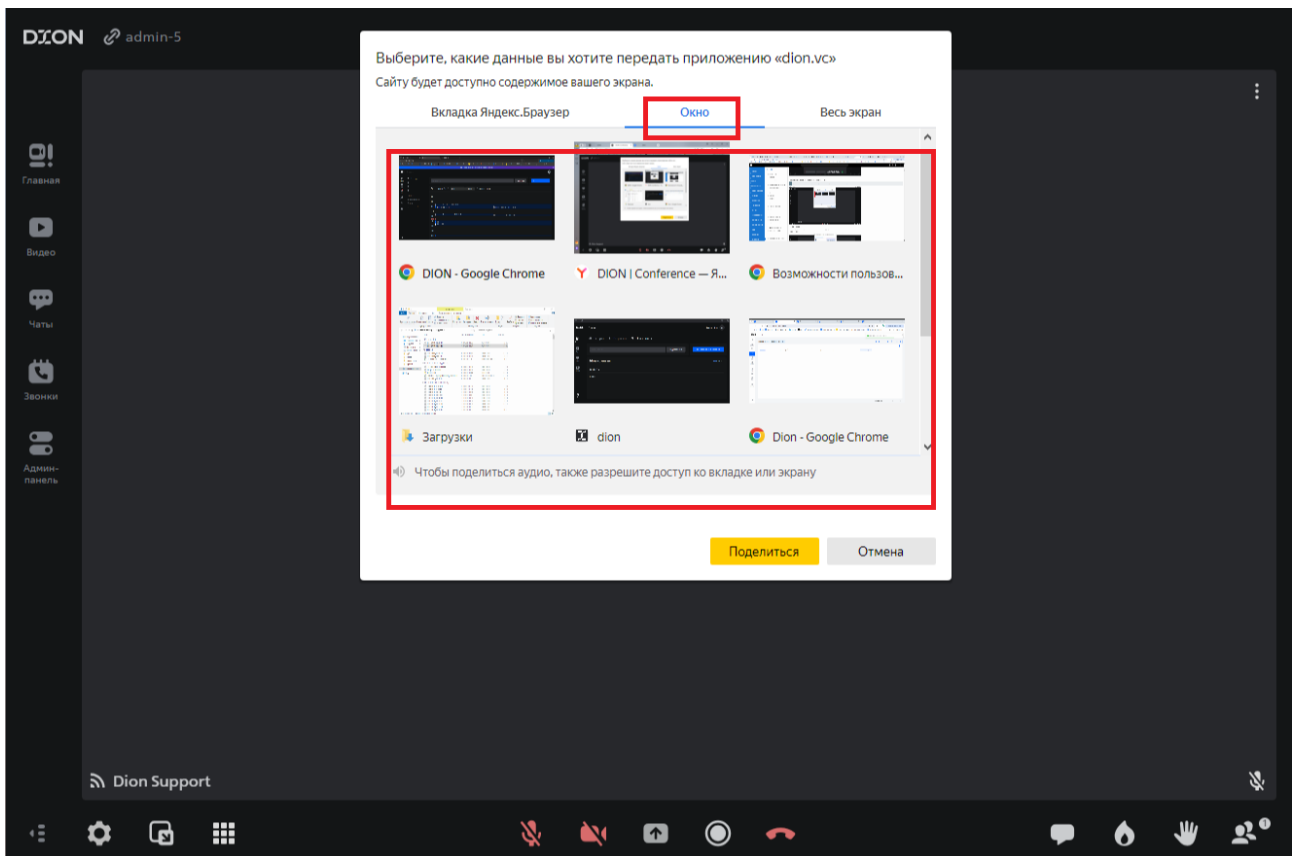 DION
admin-5
Выберите, какие данные вы хотите передать приложению «dion.vc»
Сайту будет доступно содержимое вашего экрана.
Вкладка Яндекс.Браузер
Окно
Весь экран
DION - Google Chrome
DION | Conference — Я...
Возможности пользов...
Загрузки
dion
Dion - Google Chrome
Чтобы поделиться аудио, также разрешите доступ ко вкладке или экрану
Поделиться
Отмена
Главная
Видео
Чаты
Звонки
Админ-
панель
Dion Support
1